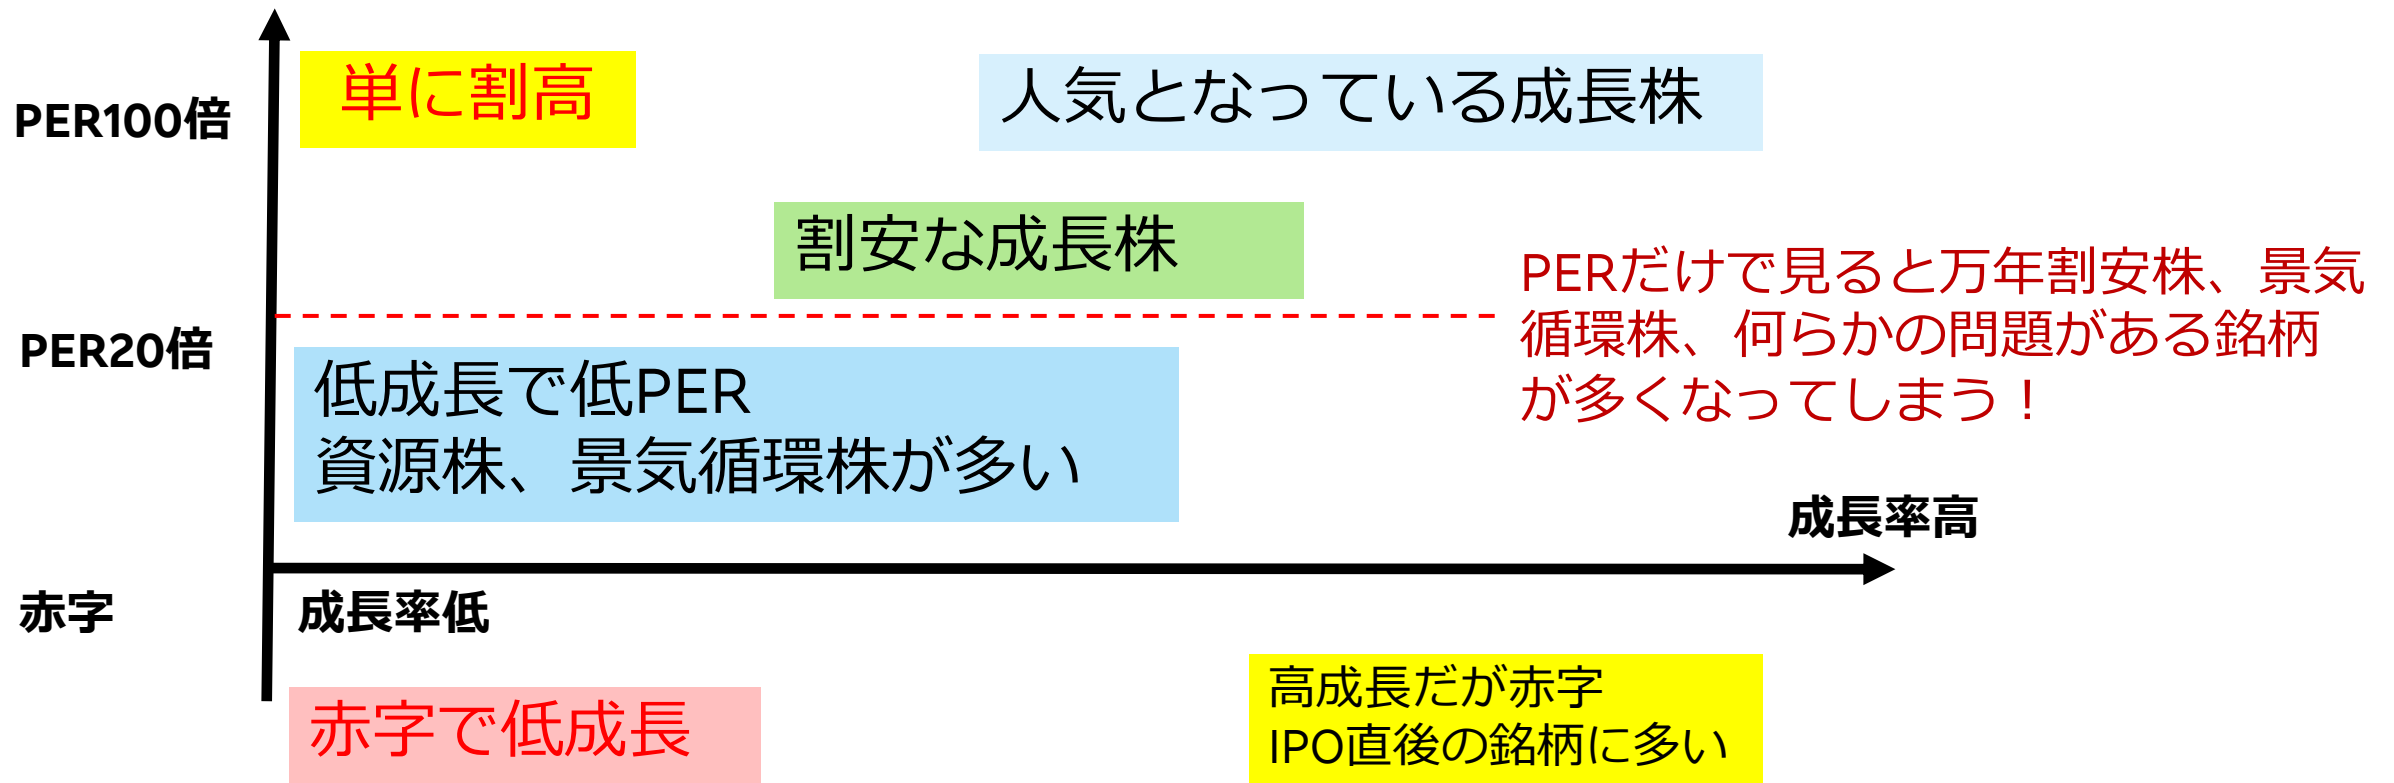 単に割高
人気となっている成長株
PER100倍
割安な成長株
PERだけで見ると万年割安株、景気
循環株、何らかの問題がある銘柄
が多くなってしまう！
PER20倍
低成長で低PER
資源株、景気循環株が多い
成長率高
赤字
成長率低
高成長だが赤字
IPO直後の銘柄に多い
赤字で低成長